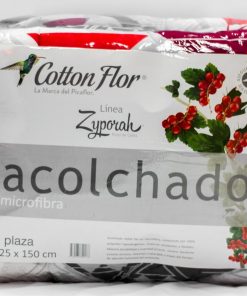 Cotton Flor®
La Marca del Picaflor.
Linea
Zyporah
acolchado
microfibra
plaza
25 x 150 cm